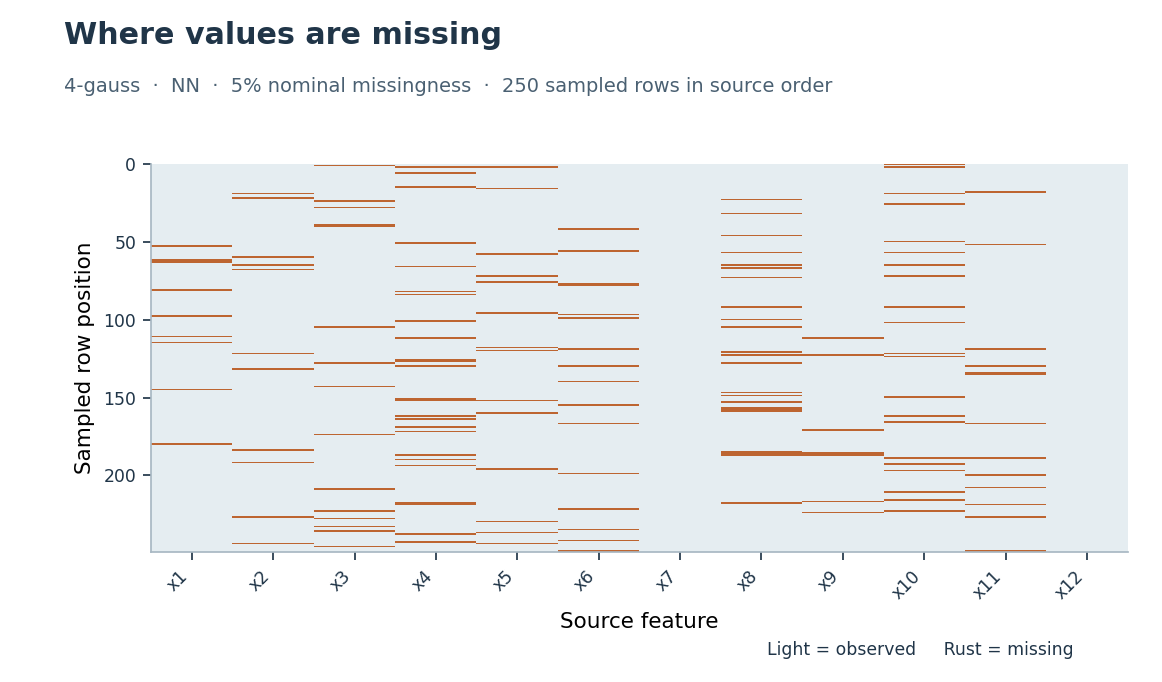 Where values are missing
4-gauss · NN · 5% nominal missingness · 250 sampled rows in source order
0
50
100
150
200
Sampled row position
x1 x2 x3 x4 x5 x6 x7 x8 x9 x10 x11 x12
Source feature
Light = observed Rust = missing